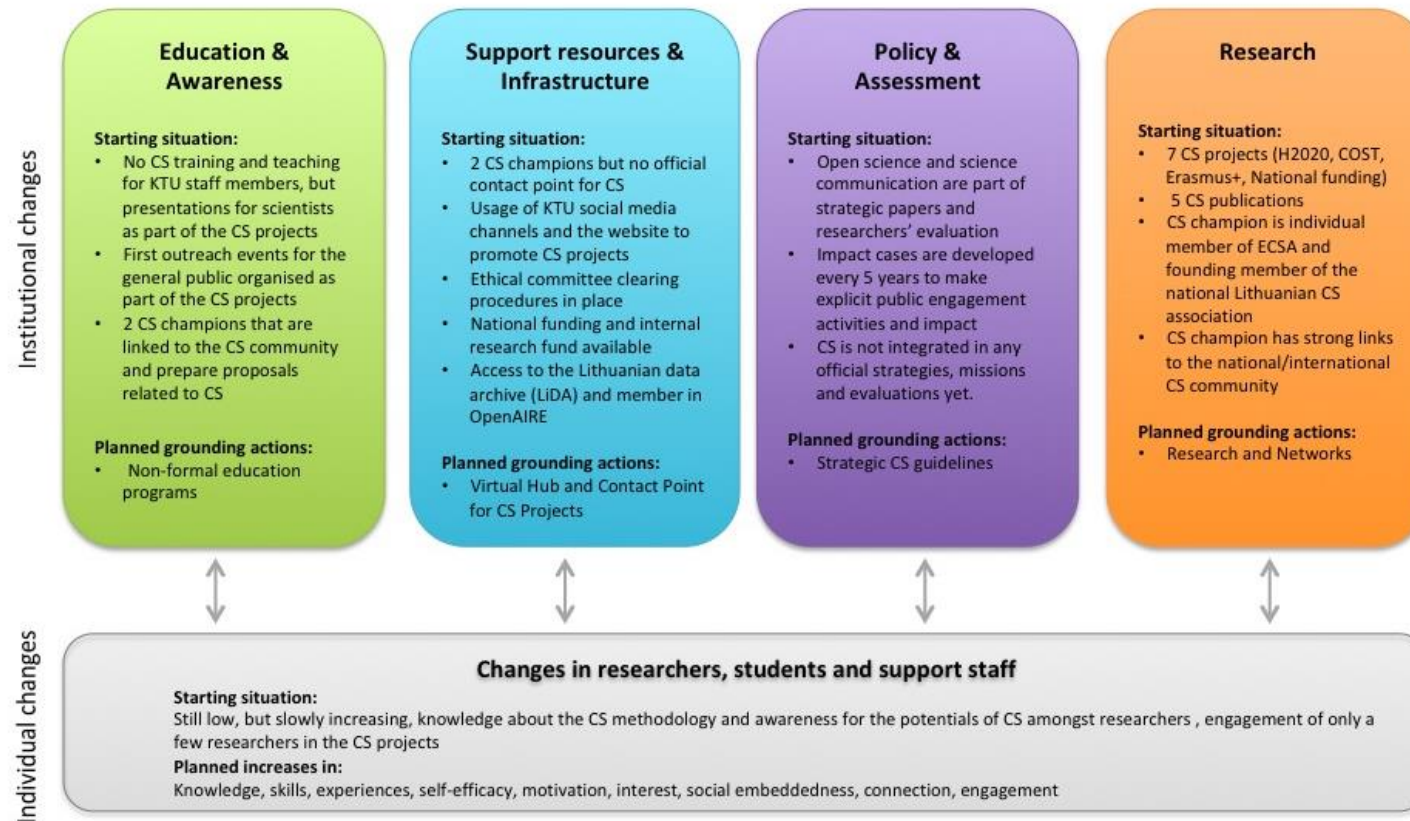 Institutional changes
Education &
Awareness
Starting situation:
• No CS training and teaching
for KTU staff members, but
presentations for scientists
as part of the CS projects
• First outreach events for the
general public organised as
part of the CS projects
• 2 CS champions that are
linked to the CS community
and prepare proposals
related to CS
Planned grounding actions:
• Non-formal education
programs
Support resources &
Infrastructure
Starting situation:
• 2 CS champions but no official
contact point for CS
• Usage of KTU social media
channels and the website to
promote CS projects
• Ethical committee clearing
procedures in place
• National funding and internal
research fund available
• Access to the Lithuanian data
archive (LiDA) and member in
OpenAIRE
Planned grounding actions:
• Virtual Hub and Contact Point
for CS Projects
Policy &
Assessment
Starting situation:
• Open science and science
communication are part of
strategic papers and
researchers’ evaluation
• Impact cases are developed
every 5 years to make
explicit public engagement
activities and impact
• CS is not integrated in any
official strategies, missions
and evaluations yet.
Planned grounding actions:
• Strategic CS guidelines
Research
Starting situation:
• 7 CS projects (H2020, COST,
Erasmus+, National funding)
• 5 CS publications
• CS champion is individual
member of ECSA and
founding member of the
national Lithuanian CS
association
• CS champion has strong links
to the national/international
CS community
Planned grounding actions:
• Research and Networks
Individual changes
Changes in researchers, students and support staff
Starting situation:
Still low, but slowly increasing, knowledge about the CS methodology and awareness for the potentials of CS amongst researchers , engagement of only a
few researchers in the CS projects
Planned increases in:
Knowledge, skills, experiences, self-efficacy, motivation, interest, social embeddedness, connection, engagement